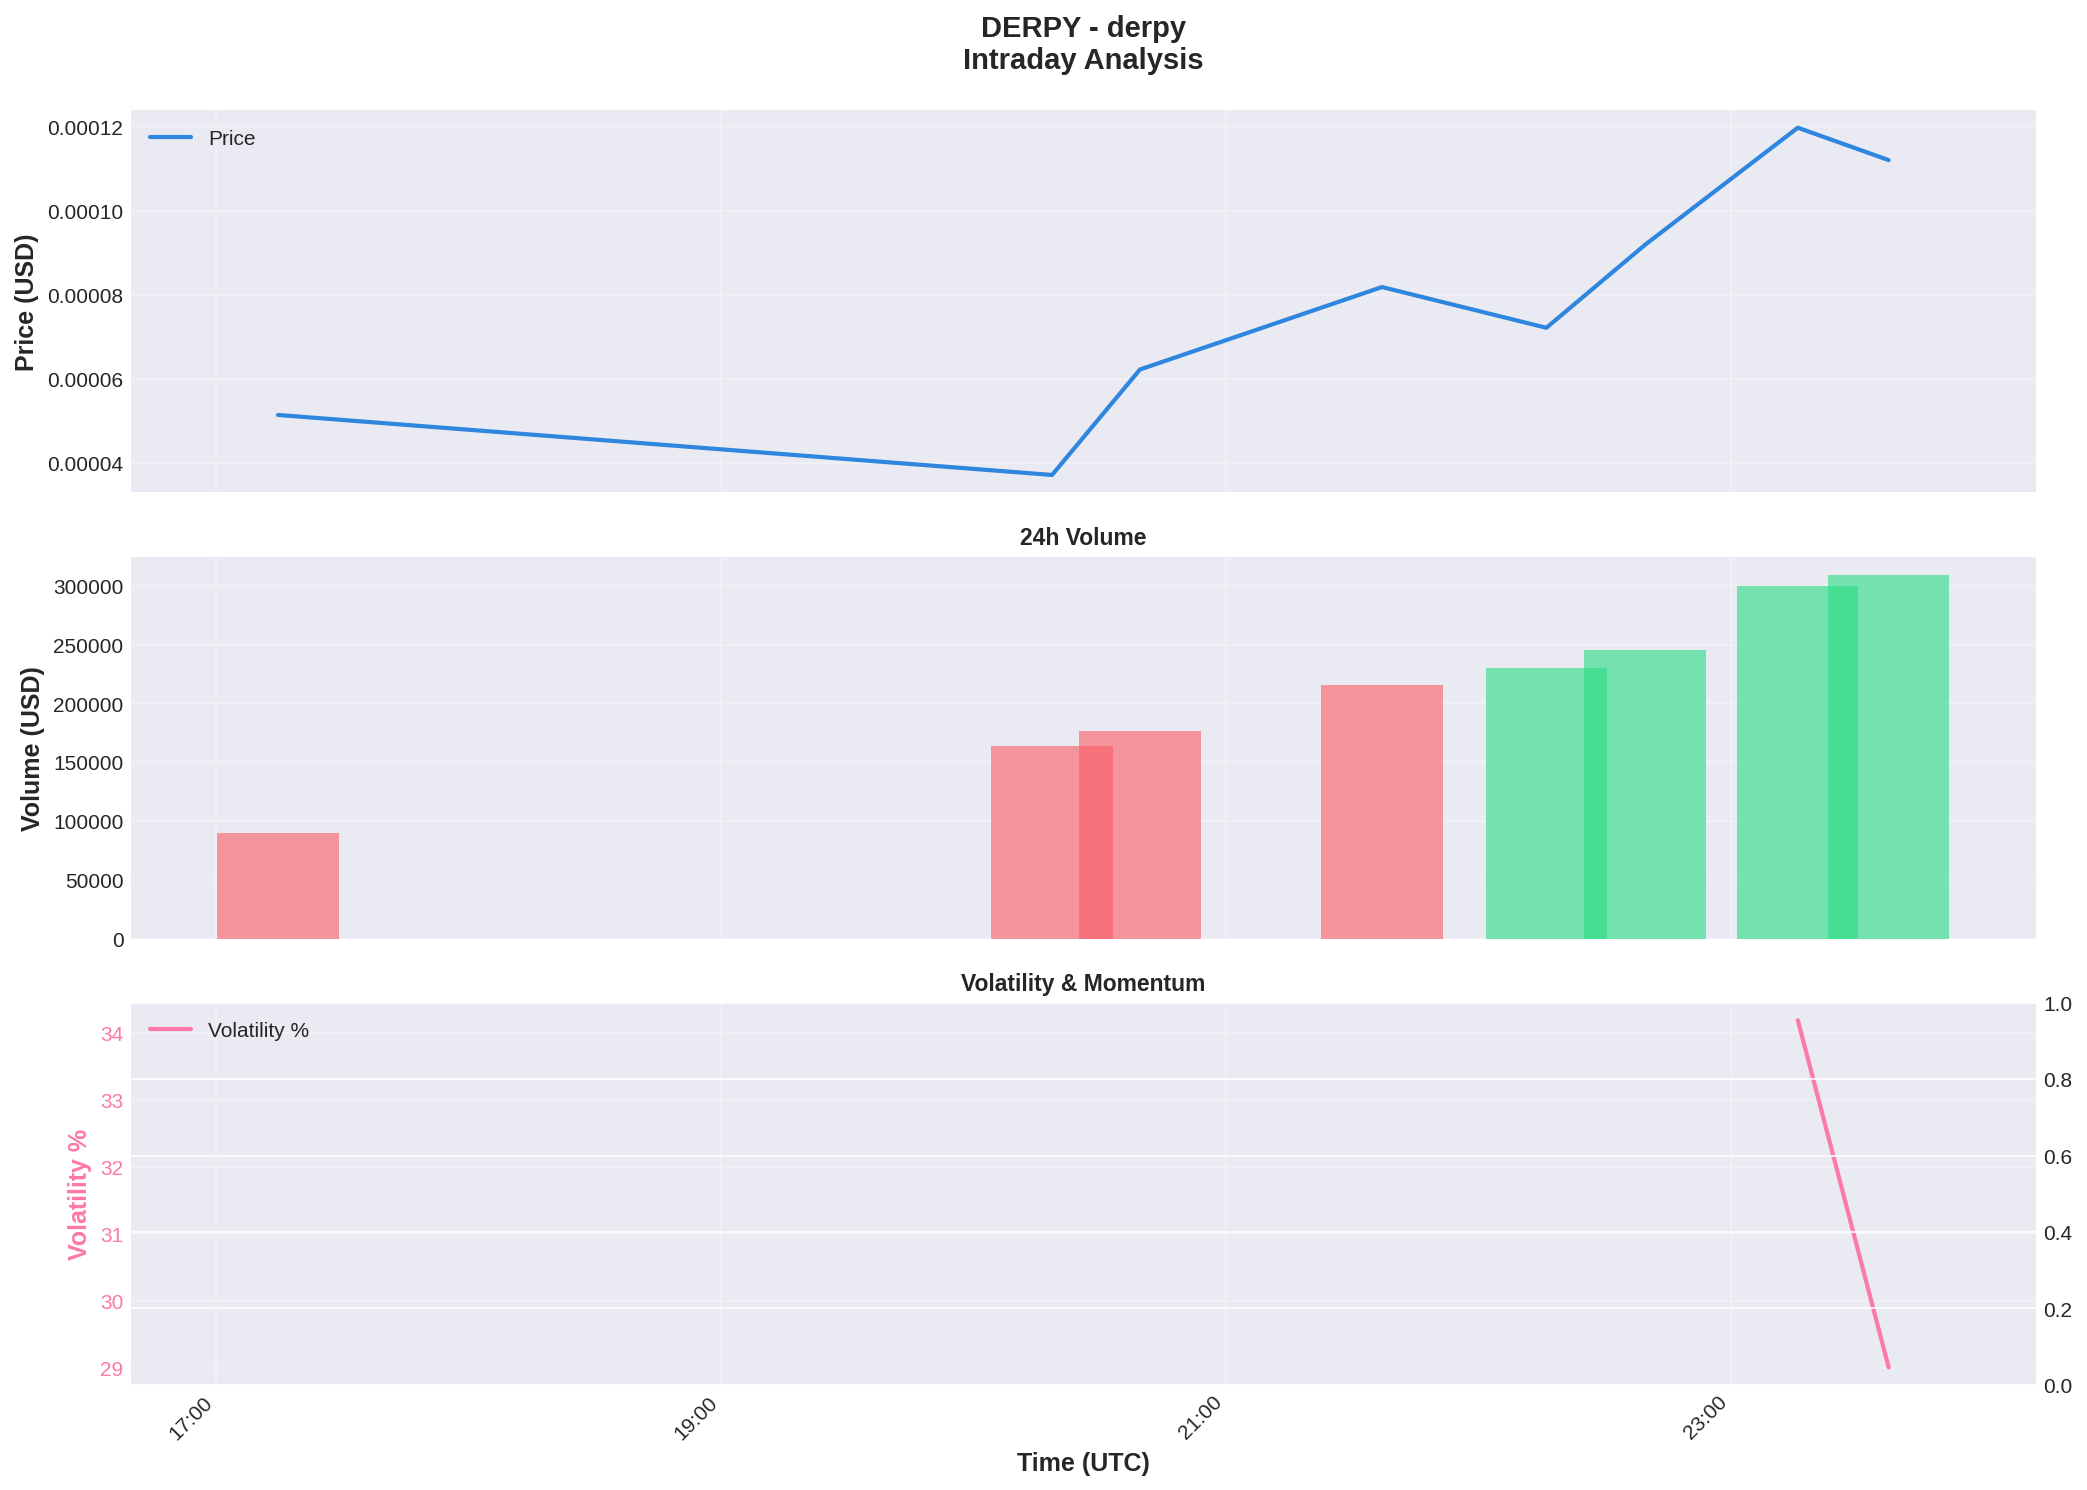 DERPY - derpy
Intraday Analysis
Price
0.00012
0.00010
0.00008
0.00006
0.00004
Price (USD)
24h Volume
300000
250000
200000
150000
100000
50000
0
Volume (USD)
Volatility & Momentum
Volatility %
34
33
32
31
30
29
Volatility %
1.0
0.8
0.6
0.4
0.2
0.0
17:00
19:00
21:00
23:00
Time (UTC)